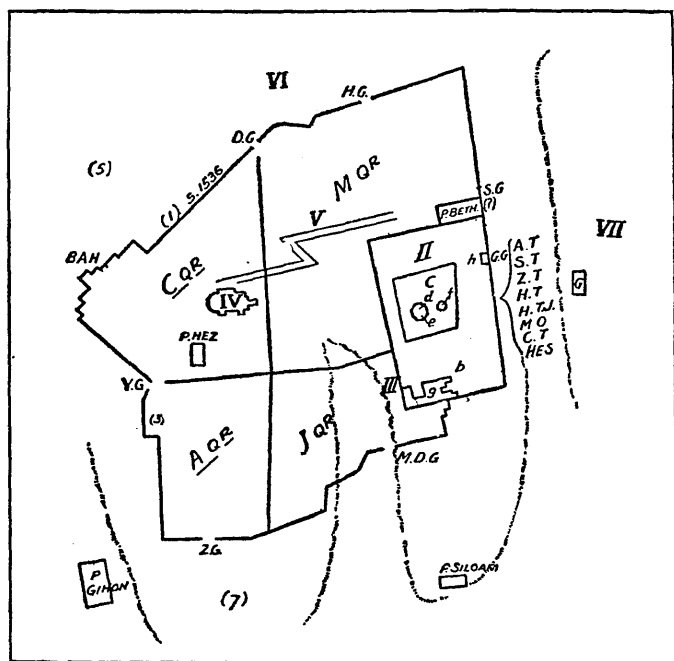 VI
H.G.
D.G
(5)
(1) S.1536
M QR
S.G
(?)
P.BETH.
V
VII
BAH
II
h
G.G
A.T
S.T
Z.T
H.T
H.T.J.
M O
C.T
HES
G
C QR
IV
C
d
f
e
P.HEZ
III
b
g
Y.G
(3)
A QR
J QR
M.D.G
Z.G.
P
GIHON
(7)
P.SILOAM